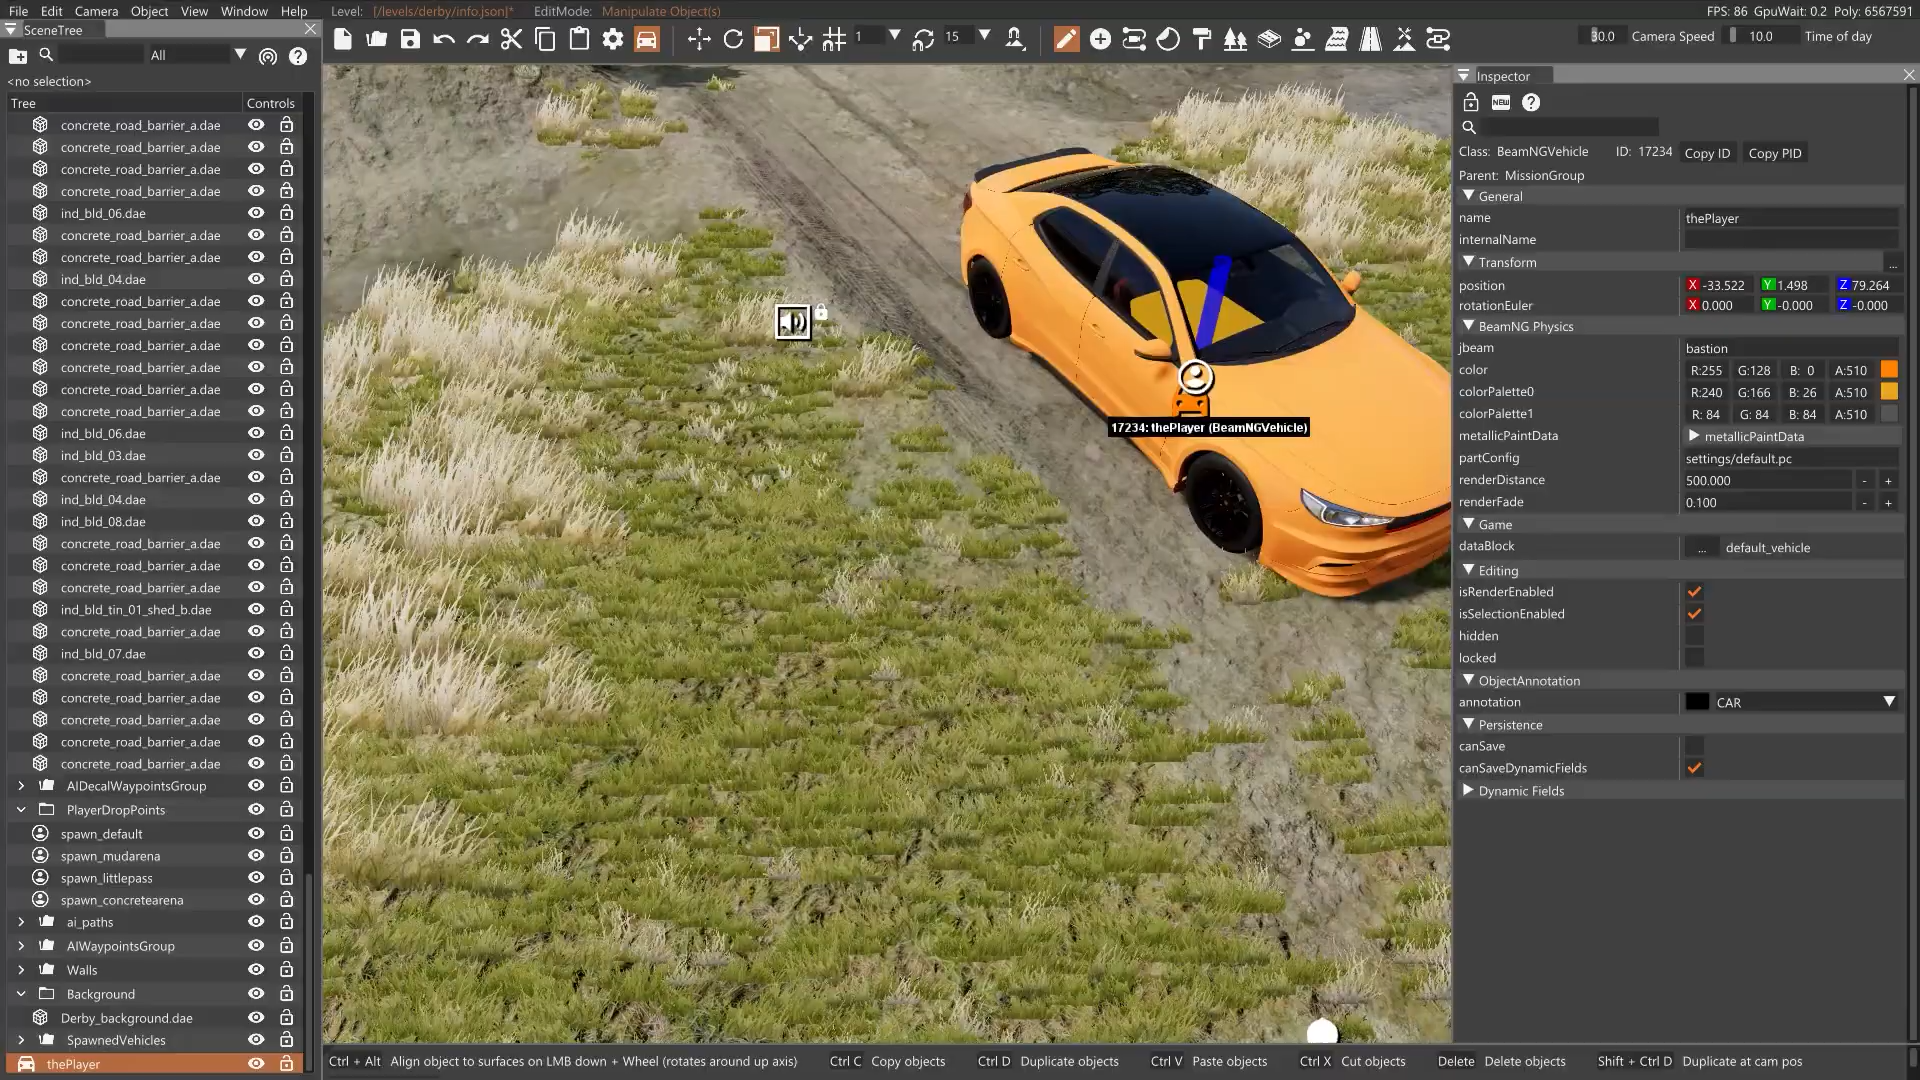 File Edit Camera Object View Window Help Level: [/levels/derby/info.json]* EditMode: Manipulate Object(s) FPS: 86 GpuWait: 0.2 Poly: 6567591
SceneTree
1 15 30.0 Camera Speed 10.0 Time of day
All
<no selection>
Tree Controls
concrete_road_barrier_a.dae
concrete_road_barrier_a.dae
concrete_road_barrier_a.dae
concrete_road_barrier_a.dae
ind_bld_06.dae
concrete_road_barrier_a.dae
concrete_road_barrier_a.dae
ind_bld_04.dae
concrete_road_barrier_a.dae
concrete_road_barrier_a.dae
concrete_road_barrier_a.dae
concrete_road_barrier_a.dae
concrete_road_barrier_a.dae
concrete_road_barrier_a.dae
ind_bld_06.dae
ind_bld_03.dae
concrete_road_barrier_a.dae
ind_bld_04.dae
ind_bld_08.dae
concrete_road_barrier_a.dae
concrete_road_barrier_a.dae
concrete_road_barrier_a.dae
ind_bld_tin_01_shed_b.dae
concrete_road_barrier_a.dae
ind_bld_07.dae
concrete_road_barrier_a.dae
concrete_road_barrier_a.dae
concrete_road_barrier_a.dae
concrete_road_barrier_a.dae
concrete_road_barrier_a.dae
AIDecalWaypointsGroup
PlayerDropPoints
spawn_default
spawn_mudarena
spawn_littlepass
spawn_concretearena
ai_paths
AIWaypointsGroup
Walls
Background
Derby_background.dae
SpawnedVehicles
thePlayer
17234: thePlayer (BeamNGVehicle)
Inspector
NEW
Class: BeamNGVehicle ID: 17234 Copy ID Copy PID
Parent: MissionGroup
General
name thePlayer
internalName
Transform ...
position X -33.522 Y 1.498 Z 79.264
rotationEuler X 0.000 Y -0.000 Z -0.000
BeamNG Physics
jbeam bastion
color R:255 G:128 B: 0 A:510
colorPalette0 R:240 G:166 B: 26 A:510
colorPalette1 R: 84 G: 84 B: 84 A:510
metallicPaintData metallicPaintData
partConfig settings/default.pc
renderDistance 500.000 - +
renderFade 0.100 - +
Game
dataBlock ... default_vehicle
Editing
isRenderEnabled
isSelectionEnabled
hidden
locked
ObjectAnnotation
annotation CAR
Persistence
canSave
canSaveDynamicFields
Dynamic Fields
Ctrl + Alt Align object to surfaces on LMB down + Wheel (rotates around up axis) Ctrl C Copy objects Ctrl D Duplicate objects Ctrl V Paste objects Ctrl X Cut objects Delete Delete objects Shift + Ctrl D Duplicate at cam pos